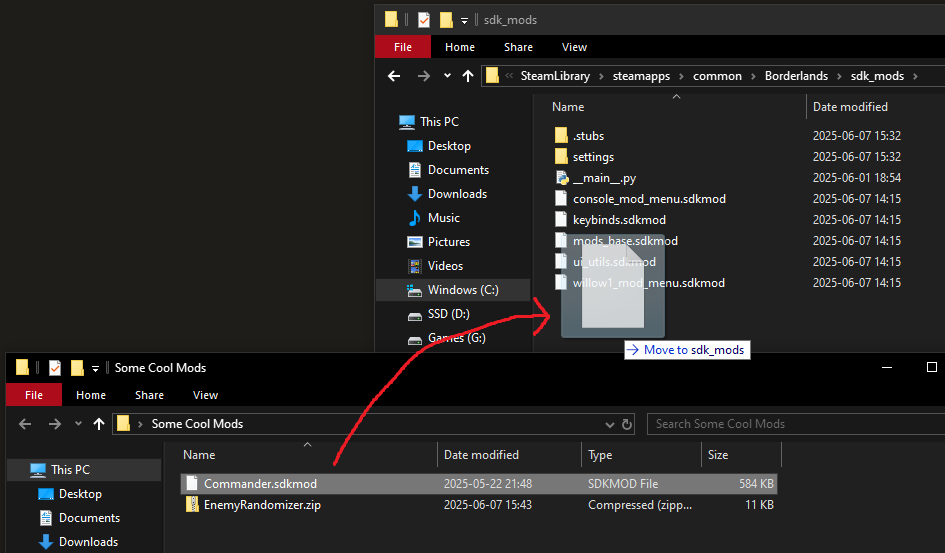 sdk_mods
File Home Share View
« SteamLibrary > steamapps > common > Borderlands > sdk_mods >
Name Date modified
This PC
Desktop
Documents
Downloads
Music
Pictures
Videos
Windows (C:)
SSD (D:)
Games (G:)
.stubs 2025-06-07 15:32
settings 2025-06-07 15:32
__main__.py 2025-06-01 18:54
console_mod_menu.sdkmod 2025-06-07 14:15
keybinds.sdkmod 2025-06-07 14:15
mods_base.sdkmod 2025-06-07 14:15
ui_utils.sdkmod 2025-06-07 14:15
willow1_mod_menu.sdkmod 2025-06-07 14:15
Move to sdk_mods
Some Cool Mods
File Home Share View
> Some Cool Mods
Search Some Cool Mods
This PC
Desktop
Documents
Downloads
Name Date modified Type Size
Commander.sdkmod 2025-05-22 21:48 SDKMOD File 584 KB
EnemyRandomizer.zip 2025-06-07 15:43 Compressed (zipp... 11 KB